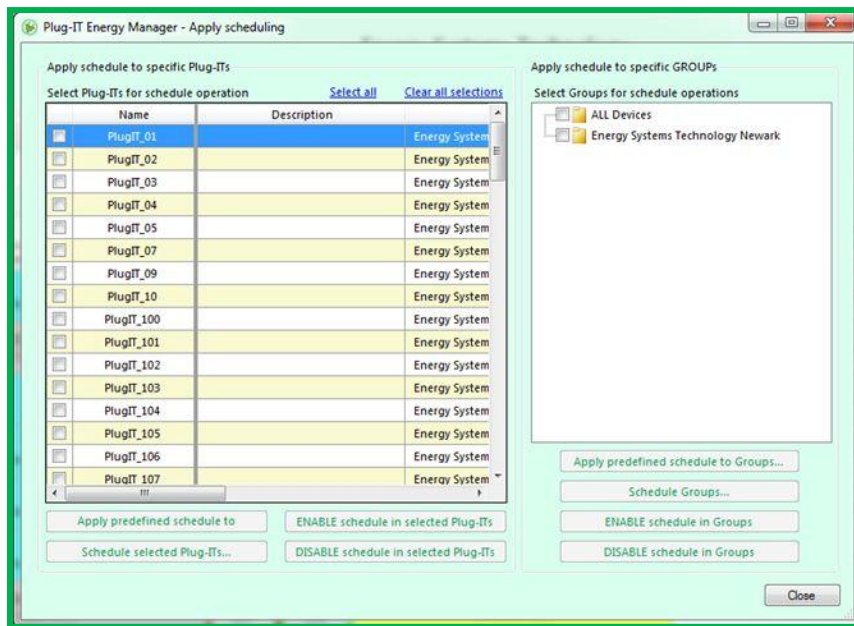 Plug-IT Energy Manager - Apply scheduling
Apply schedule to specific Plug-ITs
Select Plug-ITs for schedule operation Select all Clear all selections
Name Description
PlugIT_01 Energy System
PlugIT_02 Energy System
PlugIT_03 Energy System
PlugIT_04 Energy System
PlugIT_05 Energy System
PlugIT_07 Energy System
PlugIT_09 Energy System
PlugIT_10 Energy System
PlugIT_100 Energy System
PlugIT_101 Energy System
PlugIT_102 Energy System
PlugIT_103 Energy System
PlugIT_104 Energy System
PlugIT_105 Energy System
PlugIT_106 Energy System
PlugIT_107 Energy System
Apply predefined schedule to ENABLE schedule in selected Plug-ITs
Schedule selected Plug-ITs... DISABLE schedule in selected Plug-ITs
Apply schedule to specific GROUPs
Select Groups for schedule operations
ALL Devices
Energy Systems Technology Newark
Apply predefined schedule to Groups...
Schedule Groups...
ENABLE schedule in Groups
DISABLE schedule in Groups
Close